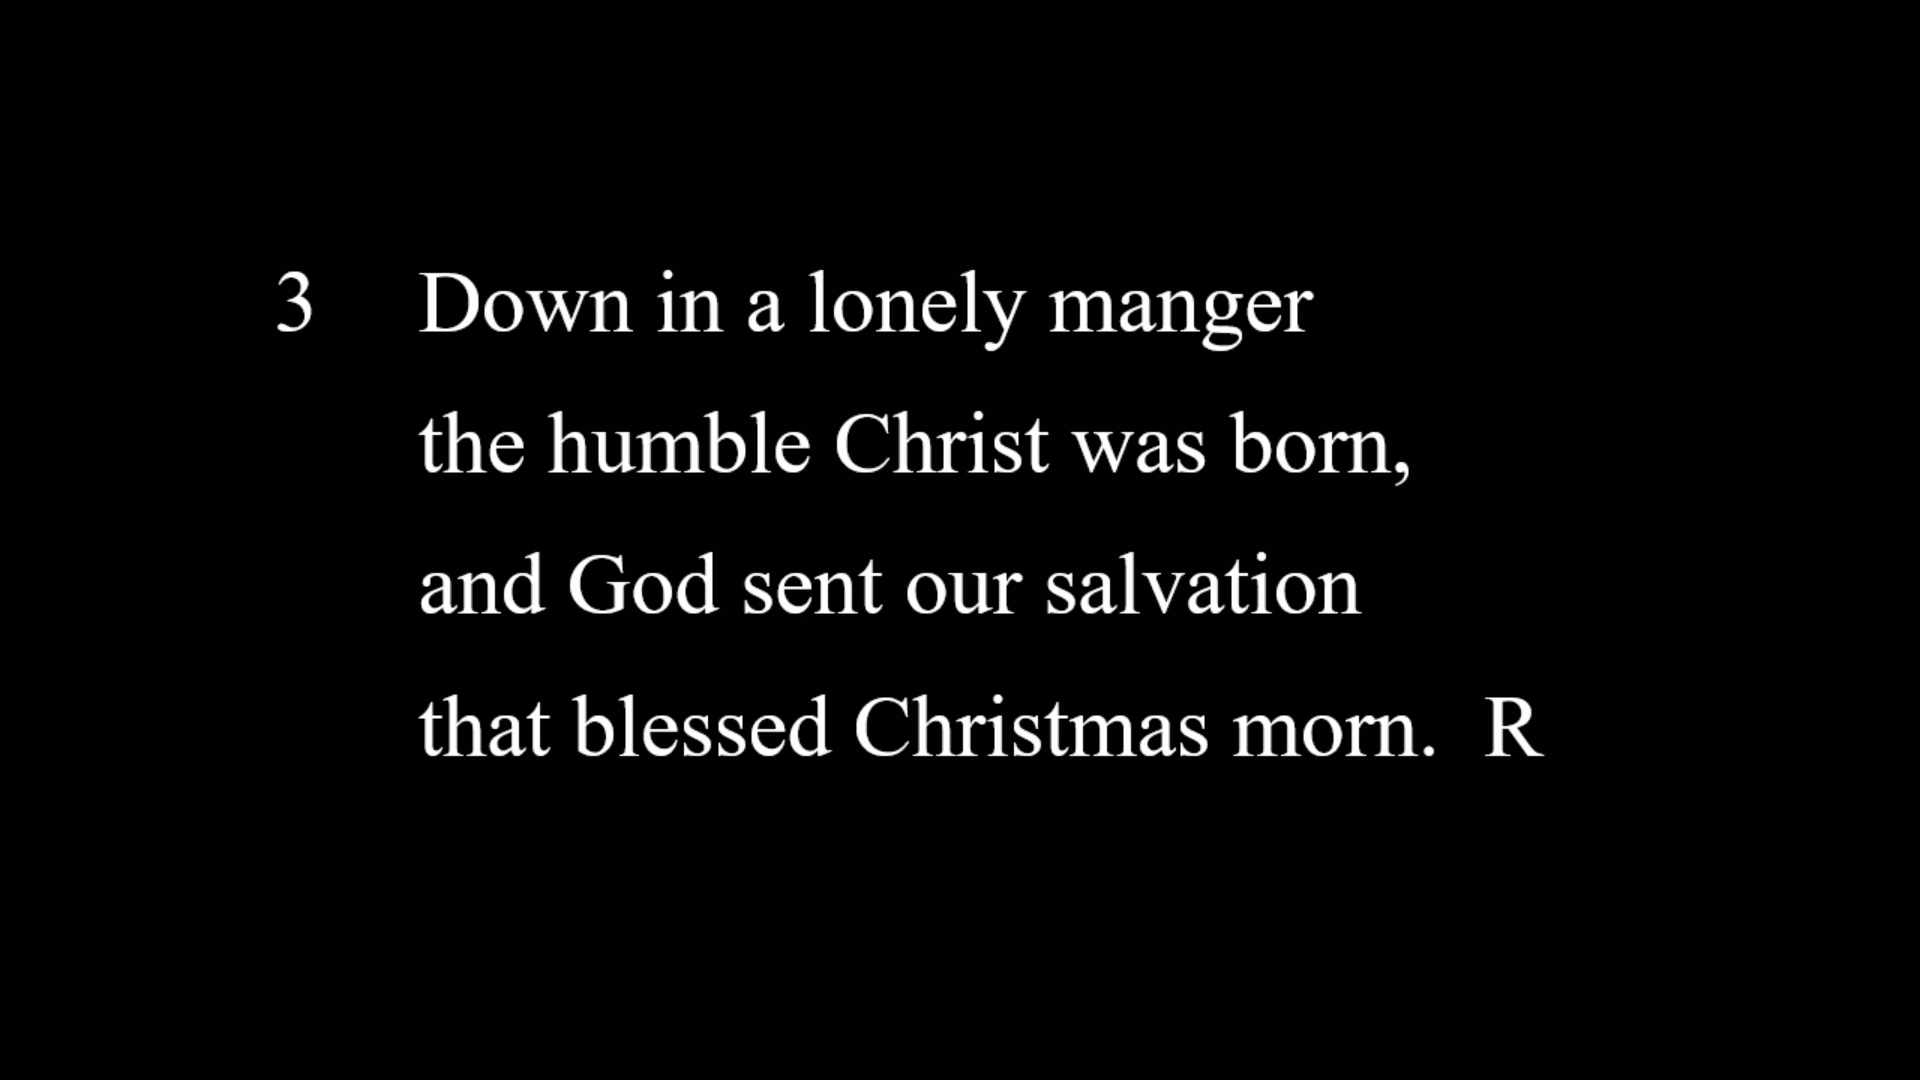 3 Down in a lonely manger
the humble Christ was born,
and God sent our salvation
that blessed Christmas morn. R